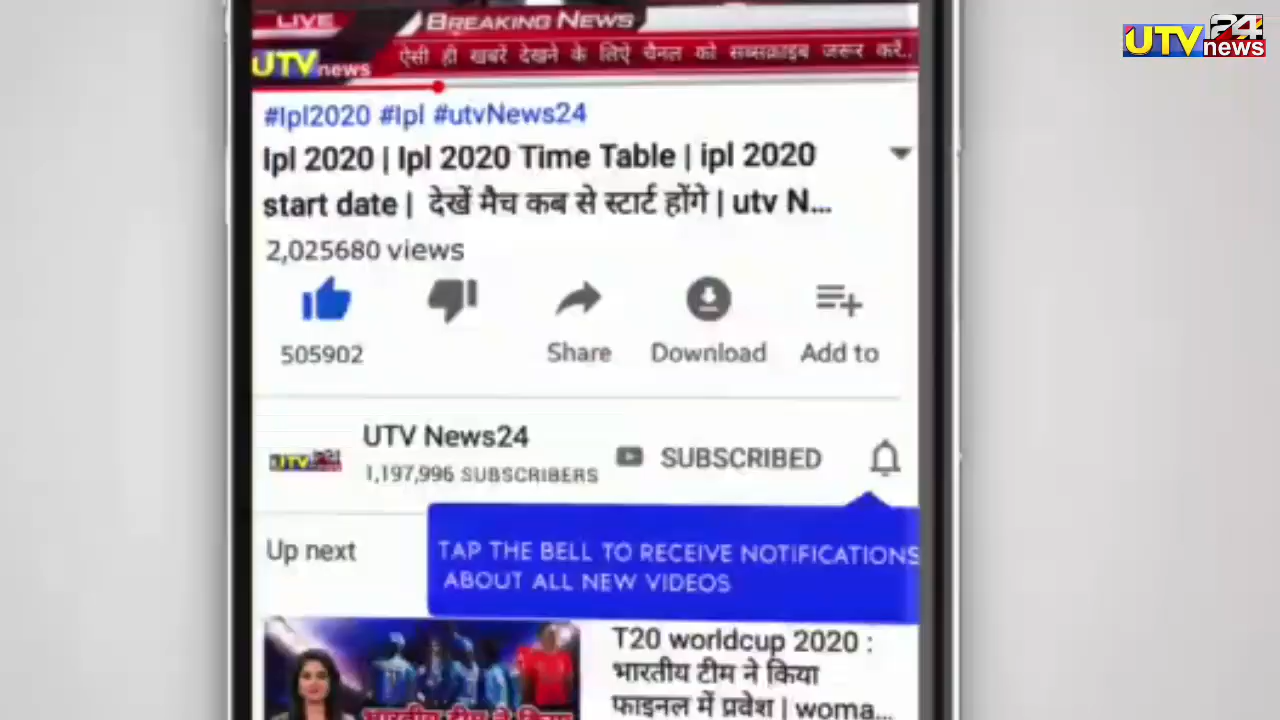 LIVE
BREAKING NEWS
UTV 24 news
UTV news
ऐसी ही खबरें देखने के लिऐ चैनल को सब्सक्राइब जरूर करें..
#Ipl2020 #Ipl #utvNews24
Ipl 2020 | Ipl 2020 Time Table | ipl 2020
start date | देखें मैच कब से स्टार्ट होंगे | utv N...
2,025680 views
505902
Share
Download
Add to
UTV News24
1,197,996 SUBSCRIBERS
SUBSCRIBED
UTV 24
Up next
TAP THE BELL TO RECEIVE NOTIFICATIONS
ABOUT ALL NEW VIDEOS
T20 worldcup 2020 :
भारतीय टीम ने किया
फाइनल में प्रवेश | woma...
भारतीय टीम ने किया